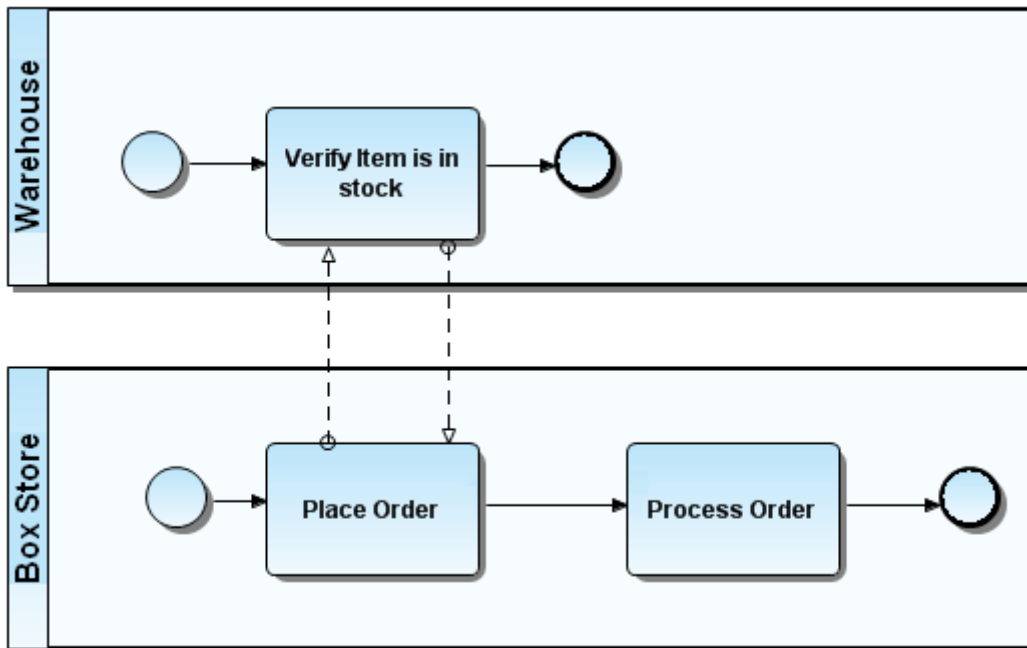 Warehouse
Verify Item is in
stock
Box Store
Place Order
Process Order